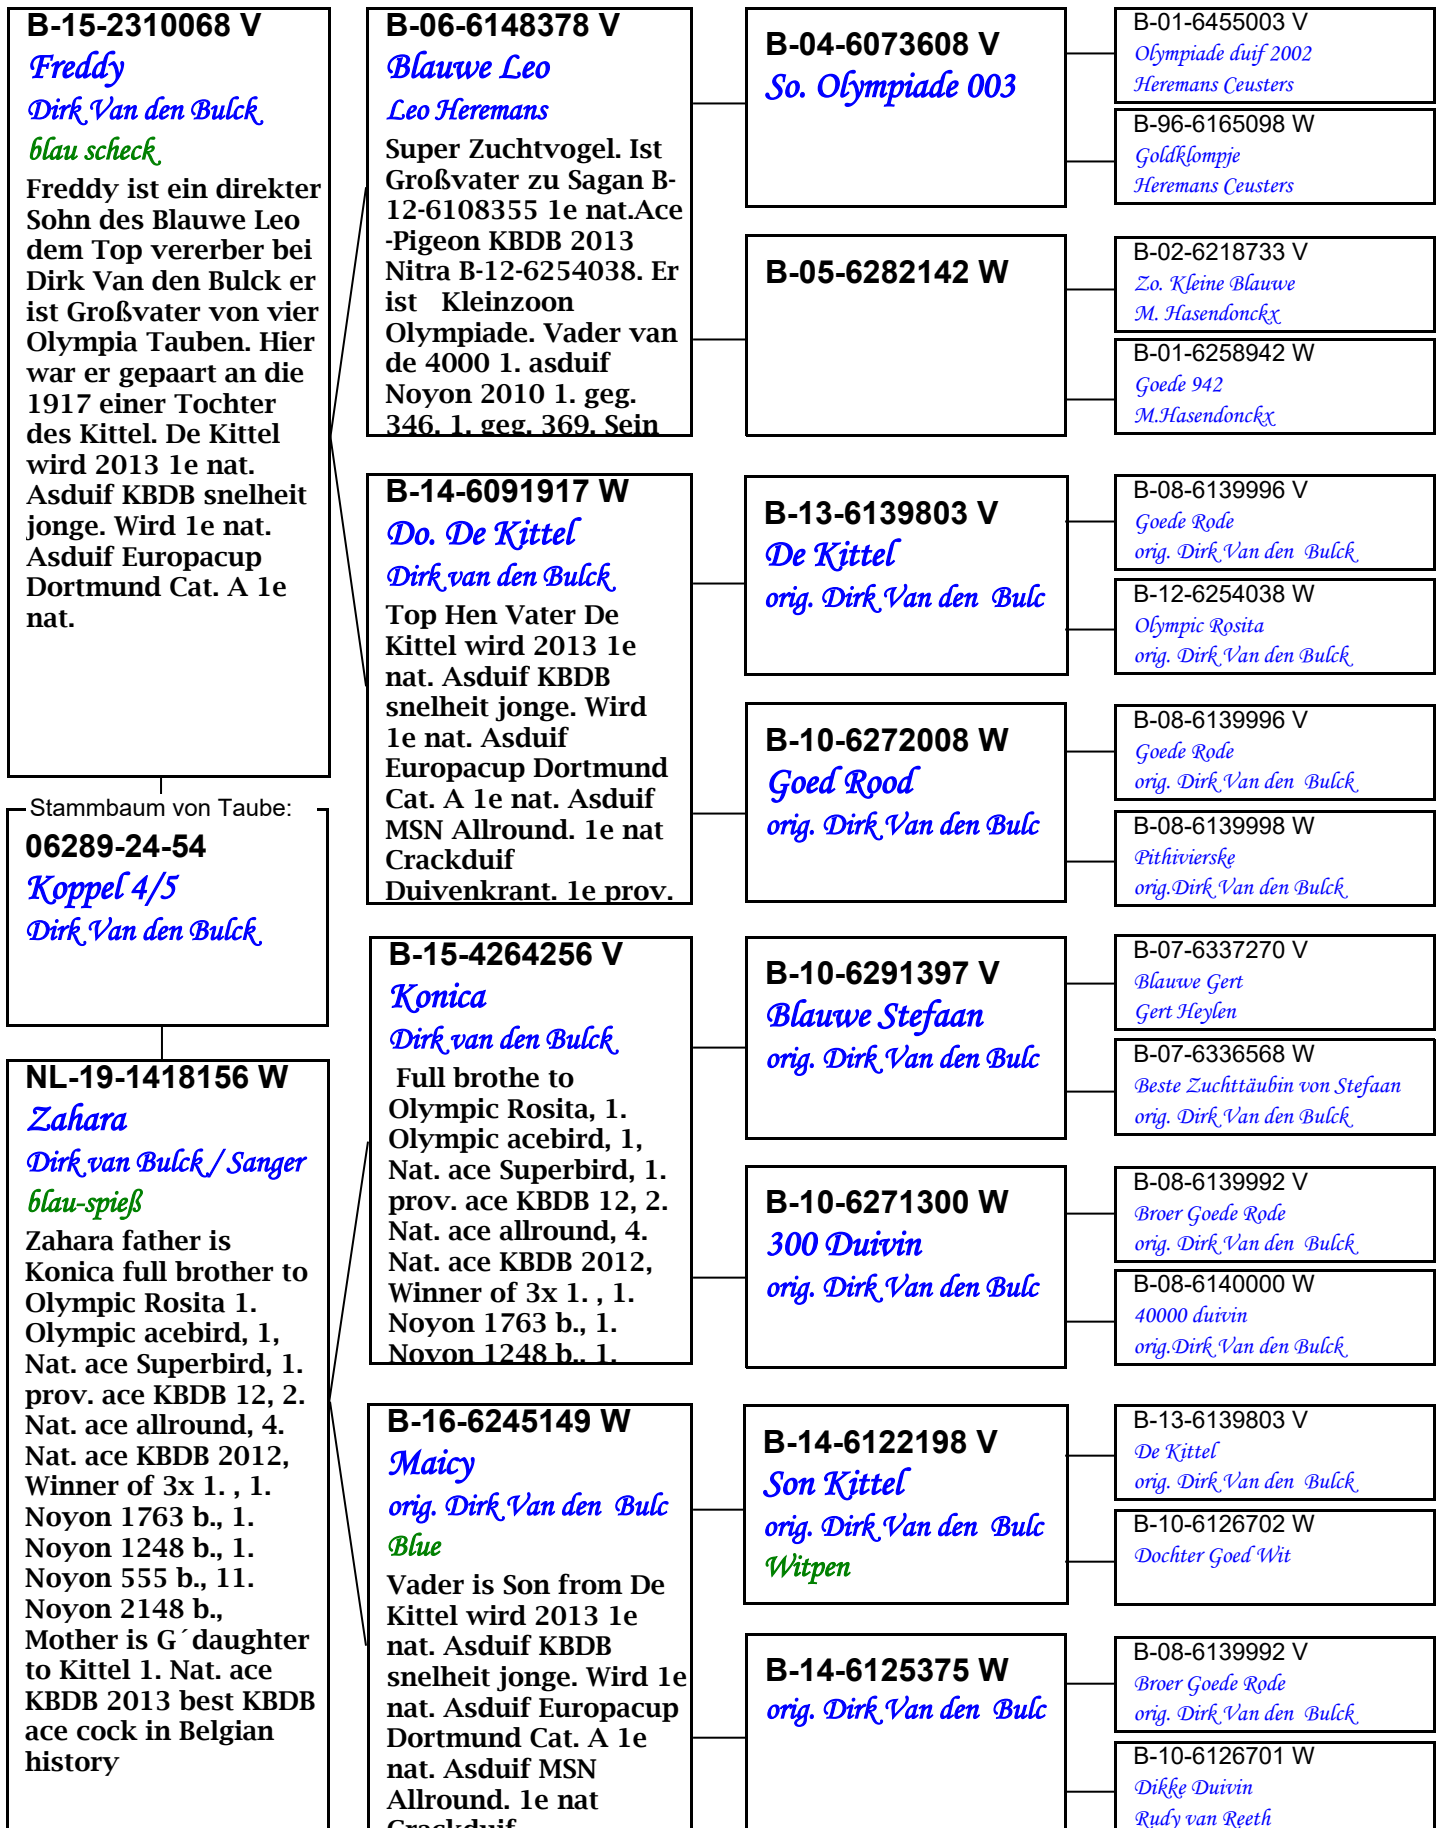 B-15-2310068 V
Freddy
Dirk Van den Bulck
blau scheck
Freddy ist ein direkter
Sohn des Blauwe Leo
dem Top vererber bei
Dirk Van den Bulck er
ist Großvater von vier
Olympia Tauben. Hier
war er gepaart an die
1917 einer Tochter
des Kittel. De Kittel
wird 2013 1e nat.
Asduif KBDB snelheit
jonge. Wird 1e nat.
Asduif Europacup
Dortmund Cat. A 1e
nat.
Stammbaum von Taube:
06289-24-54
Koppel 4/5
Dirk Van den Bulck
NL-19-1418156 W
Zahara
Dirk van Bulck / Sanger
blau-spieß
Zahara father is
Konica full brother to
Olympic Rosita 1.
Olympic acebird, 1,
Nat. ace Superbird, 1.
prov. ace KBDB 12, 2.
Nat. ace allround, 4.
Nat. ace KBDB 2012,
Winner of 3x 1. , 1.
Noyon 1763 b., 1.
Noyon 1248 b., 1.
Noyon 555 b., 11.
Noyon 2148 b.,
Mother is G´daughter
to Kittel 1. Nat. ace
KBDB 2013 best KBDB
ace cock in Belgian
history
B-06-6148378 V
Blauwe Leo
Leo Heremans
Super Zuchtvogel. Ist
Großvater zu Sagan B-
12-6108355 1e nat.Ace
-Pigeon KBDB 2013
Nitra B-12-6254038. Er
ist   Kleinzoon
Olympiade. Vader van
de 4000 1. asduif
Noyon 2010 1. geg.
346. 1. geg. 369. Sein
B-14-6091917 W
Do. De Kittel
Dirk van den Bulck
Top Hen Vater De
Kittel wird 2013 1e
nat. Asduif KBDB
snelheit jonge. Wird
1e nat. Asduif
Europacup Dortmund
Cat. A 1e nat. Asduif
MSN Allround. 1e nat
Crackduif
Duivenkrant. 1e prov.
B-15-4264256 V
Konica
Dirk van den Bulck
Full brothe to
Olympic Rosita, 1.
Olympic acebird, 1,
Nat. ace Superbird, 1.
prov. ace KBDB 12, 2.
Nat. ace allround, 4.
Nat. ace KBDB 2012,
Winner of 3x 1. , 1.
Noyon 1763 b., 1.
Noyon 1248 b., 1.
B-16-6245149 W
Maicy
orig. Dirk Van den  Bulc
Blue
Vader is Son from De
Kittel wird 2013 1e
nat. Asduif KBDB
snelheit jonge. Wird 1e
nat. Asduif Europacup
Dortmund Cat. A 1e
nat. Asduif MSN
Allround. 1e nat
Crackduif
B-04-6073608 V
So. Olympiade 003
B-05-6282142 W
B-13-6139803 V
De Kittel
orig. Dirk Van den  Bulc
B-10-6272008 W
Goed Rood
orig. Dirk Van den Bulc
B-10-6291397 V
Blauwe Stefaan
orig. Dirk Van den Bulc
B-10-6271300 W
300 Duivin
orig. Dirk Van den Bulc
B-14-6122198 V
Son Kittel
orig. Dirk Van den  Bulc
Witpen
B-14-6125375 W
orig. Dirk Van den  Bulc
B-01-6455003 V
Olympiade duif 2002
Heremans Ceusters
B-96-6165098 W
Goldklompje
Heremans Ceusters
B-02-6218733 V
Zo. Kleine Blauwe
M. Hasendonckx
B-01-6258942 W
Goede 942
M.Hasendonckx
B-08-6139996 V
Goede Rode
orig. Dirk Van den  Bulck
B-12-6254038 W
Olympic Rosita
orig. Dirk Van den Bulck
B-08-6139996 V
Goede Rode
orig. Dirk Van den  Bulck
B-08-6139998 W
Pithivierske
orig.Dirk Van den Bulck
B-07-6337270 V
Blauwe Gert
Gert Heylen
B-07-6336568 W
Beste Zuchttäubin von Stefaan
orig. Dirk Van den Bulck
B-08-6139992 V
Broer Goede Rode
orig. Dirk Van den  Bulck
B-08-6140000 W
40000 duivin
orig.Dirk Van den Bulck
B-13-6139803 V
De Kittel
orig. Dirk Van den  Bulck
B-10-6126702 W
Dochter Goed Wit
B-08-6139992 V
Broer Goede Rode
orig. Dirk Van den  Bulck
B-10-6126701 W
Dikke Duivin
Rudy van Reeth